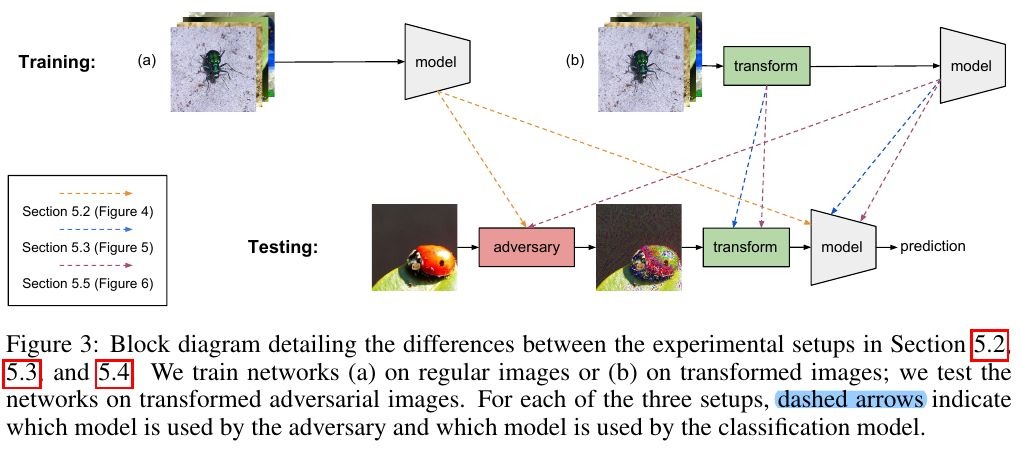 Training:
(a)
model
(b)
transform
model
Section 5.2 (Figure 4)
Section 5.3 (Figure 5)
Section 5.5 (Figure 6)
Testing:
adversary
transform
model
prediction
Figure 3: Block diagram detailing the differences between the experimental setups in Section 5.2,
5.3, and 5.4 We train networks (a) on regular images or (b) on transformed images; we test the
networks on transformed adversarial images. For each of the three setups, dashed arrows indicate
which model is used by the adversary and which model is used by the classification model.